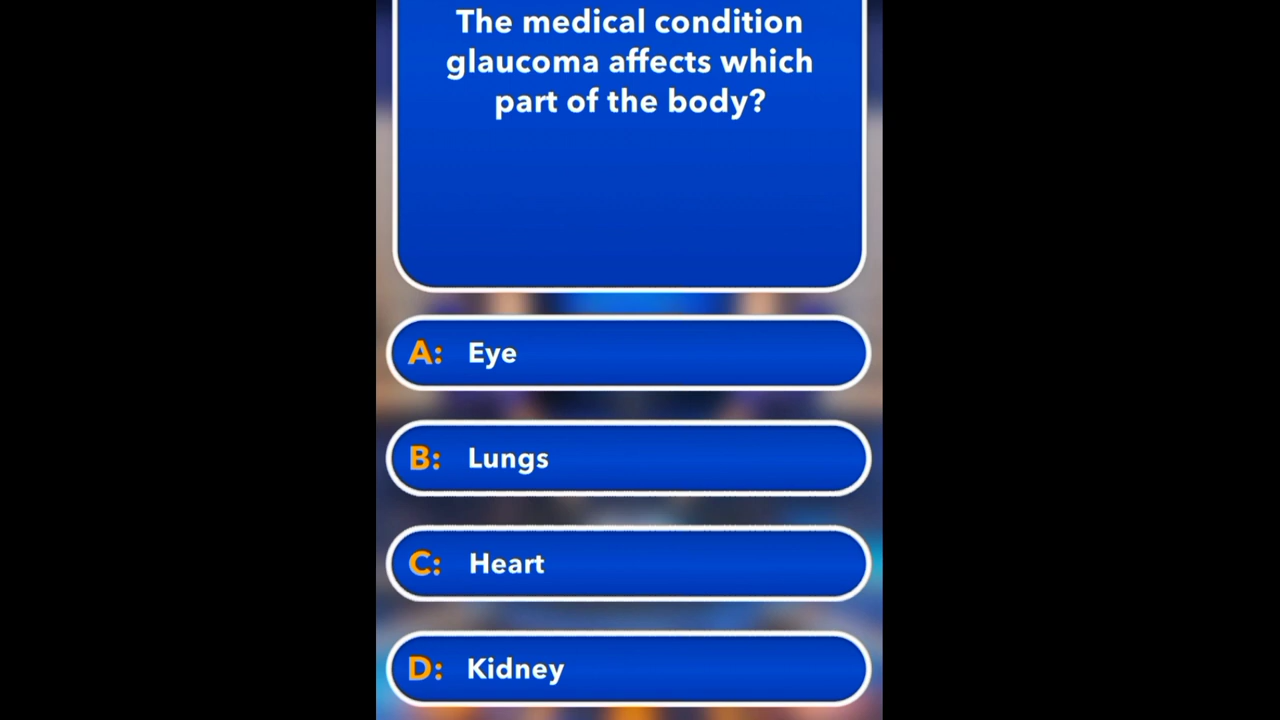 The medical condition
glaucoma affects which
part of the body?
A: Eye
B: Lungs
C: Heart
D: Kidney